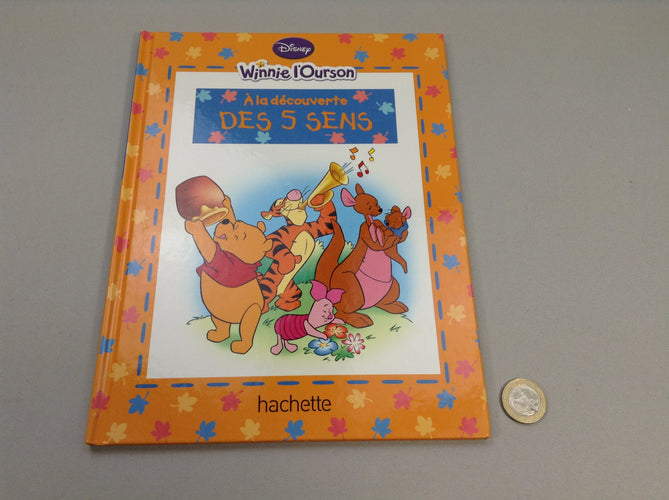 Disney
Winnie l'Ourson
À la découverte
DES 5 SENS
hachette